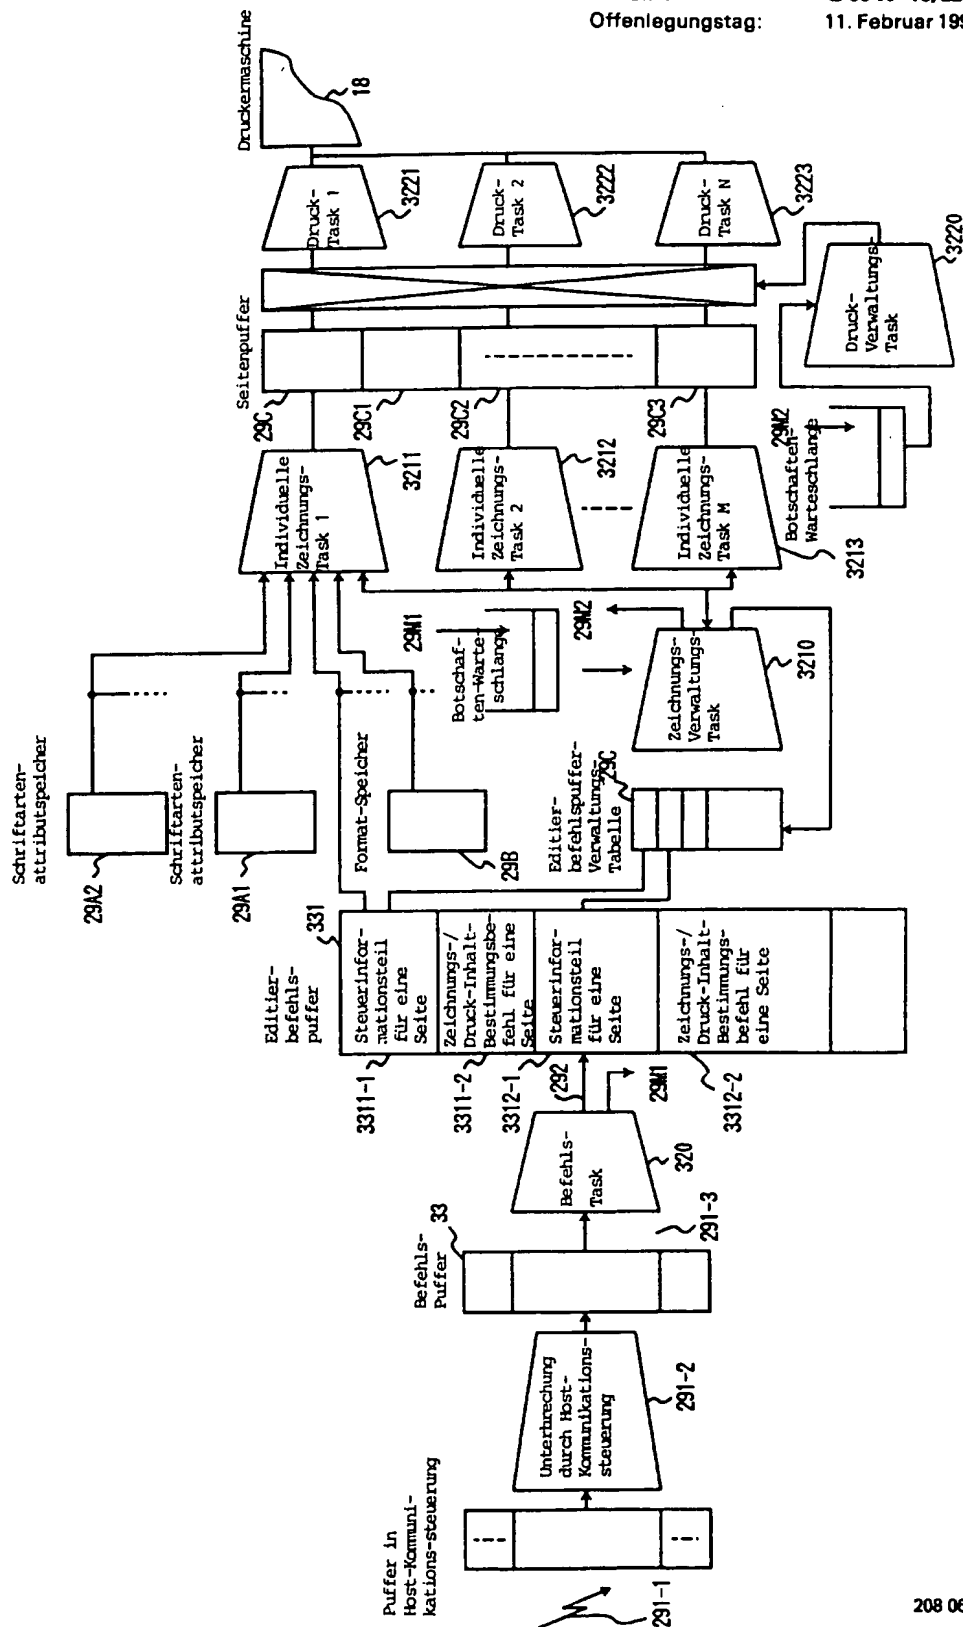 Offenlegungstag:
11. Februar 199
208 06
Puffer in
Host-Kommuni-
kations-steuerung
291-1
Unterbrechung
durch Host-
Kommunikations-
steuerung
291-2
Befehls-
Puffer
33
291-3
Befehls-
Task
320
292
29M1
Editier-
befehls-
puffer
331
Steuerinfor-
mationsteil
für eine
Seite
Zeichnungs-/
Druck-Inhalt-
Bestimmungsbe-
fehl für eine
Seite
Steuerinfor-
mationsteil
für eine
Seite
Zeichnungs-/
Druck-Inhalt-
Bestimmungs-
befehl für
eine Seite
3311-1
3311-2
3312-1
3312-2
Schriftarten-
attributspeicher
29A2
Schriftarten-
attributspeicher
29A1
Format-Speicher
29B
Editier-
befehlspuffer-
Verwaltungs-
Tabelle
29C
Botschaf-
ten-Warte-
schlange
29M1
29M2
Zeichnungs-
Verwaltungs-
Task
3210
Individuelle
Zeichnungs-
Task 1
3211
Individuelle
Zeichnungs-
Task 2
3212
Individuelle
Zeichnungs-
Task M
3213
Botschaften-
Warteschlange
29M2
Seitenpuffer
29C
29C1
29C2
29C3
Druck-
Verwaltungs-
Task
3220
Druck-
Task 1
3221
Druck-
Task 2
3222
Druck-
Task N
3223
Druckermaschine
18